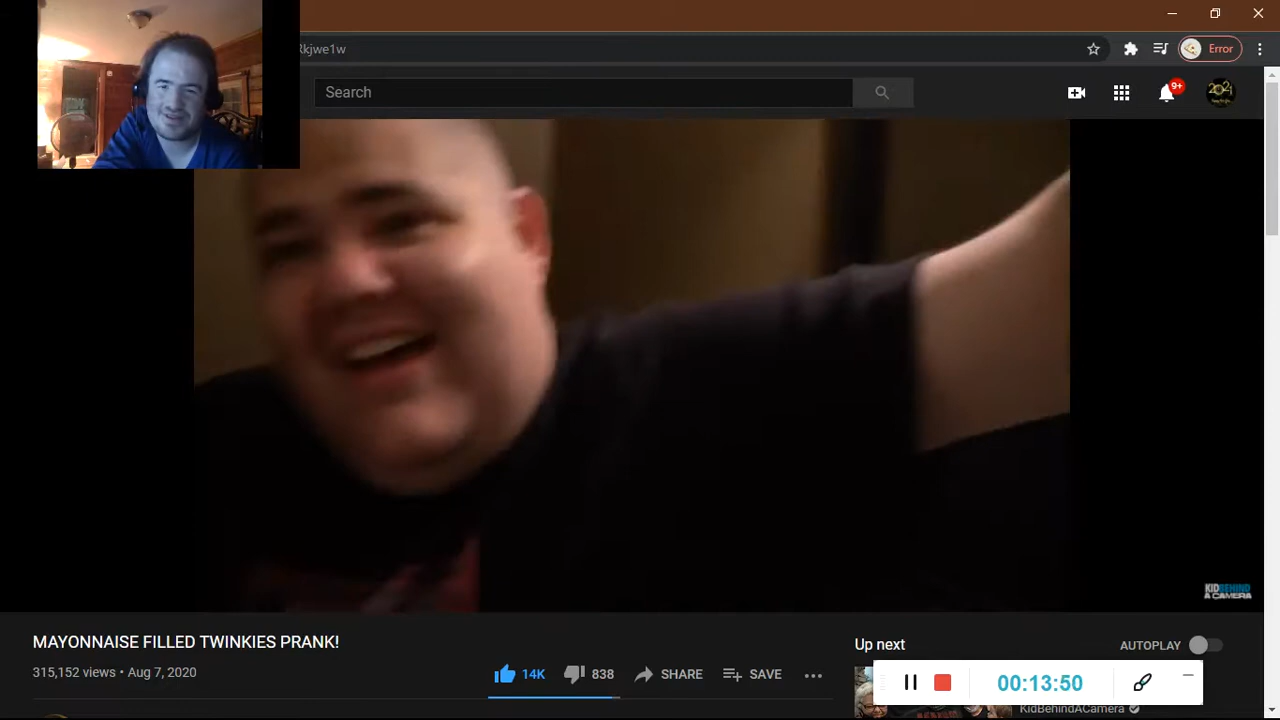 Rkjwe1w
Error
Search
9+
2021
KIDBEHIND
A CAMERA
MAYONNAISE FILLED TWINKIES PRANK!
315,152 views • Aug 7, 2020
14K
838
SHARE
SAVE
Up next
AUTOPLAY
00:13:50
KidBehindACamera